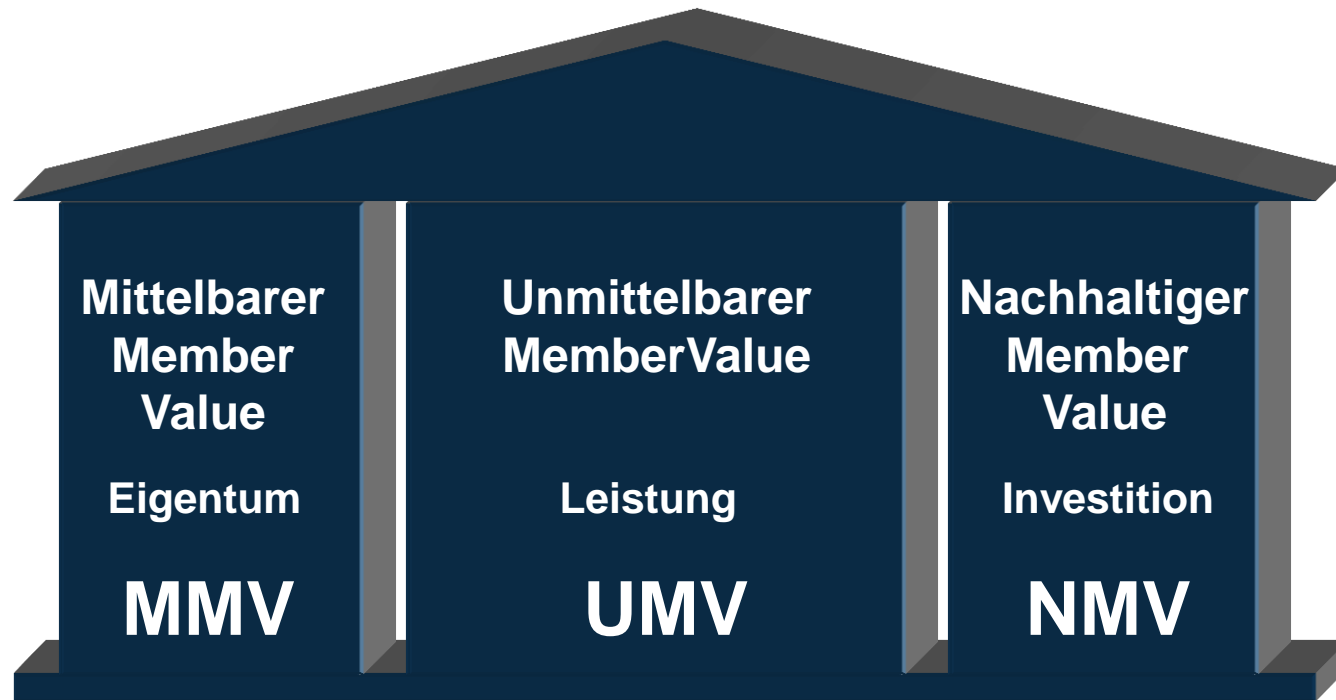 Mittelbarer
Member
Value
Eigentum
MMV
Unmittelbarer
MemberValue
Leistung
UMV
Nachhaltiger
Member
Value
Investition
NMV